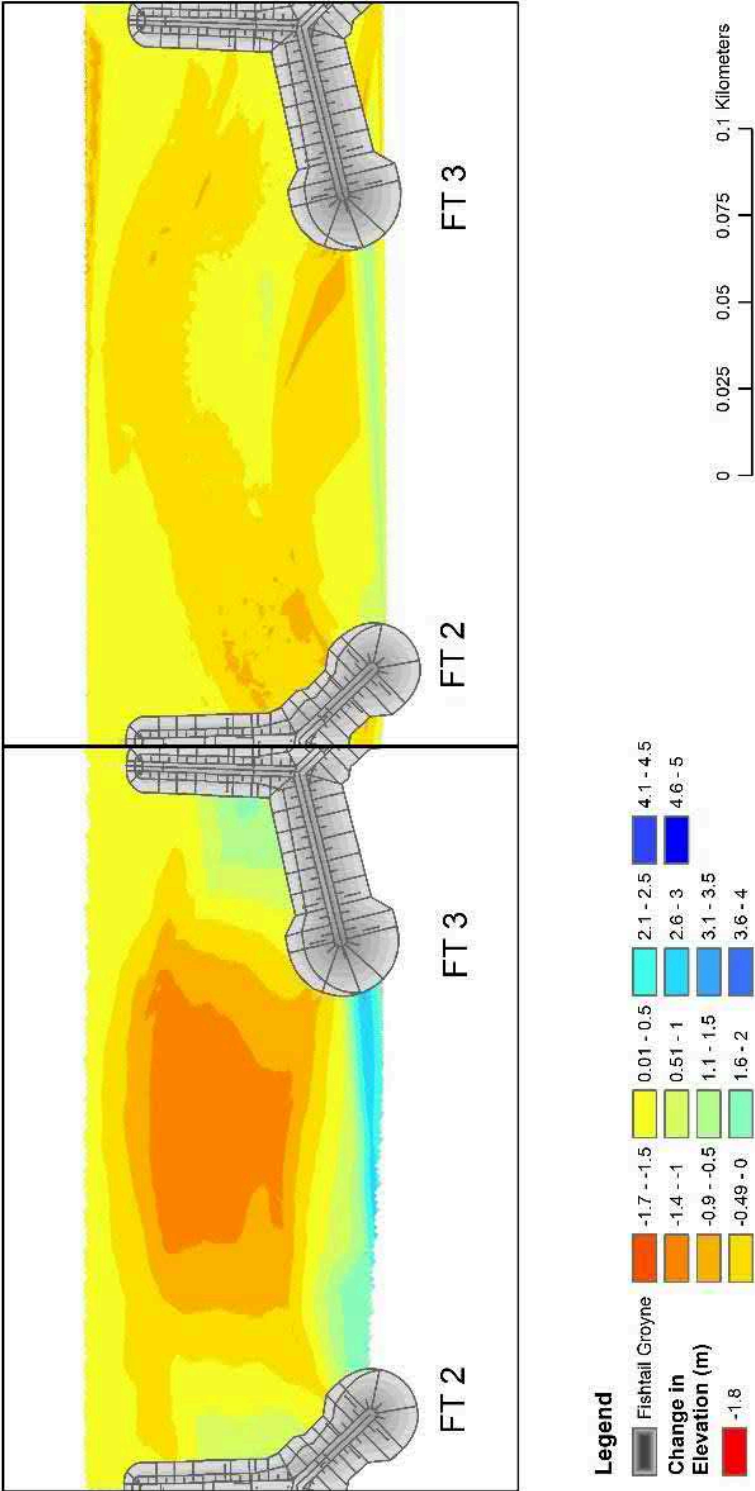 FT 2
FT 3
FT 2
FT 3
Legend
Fishtail Groyne
Change in
Elevation (m)
-1.8
-1.7 - -1.5
-1.4 - -1
-0.9 - -0.5
-0.49 - 0
0.01 - 0.5
0.51 - 1
1.1 - 1.5
1.6 - 2
2.1 - 2.5
2.6 - 3
3.1 - 3.5
3.6 - 4
4.1 - 4.5
4.6 - 5
0 0.025 0.05 0.075 0.1 Kilometers